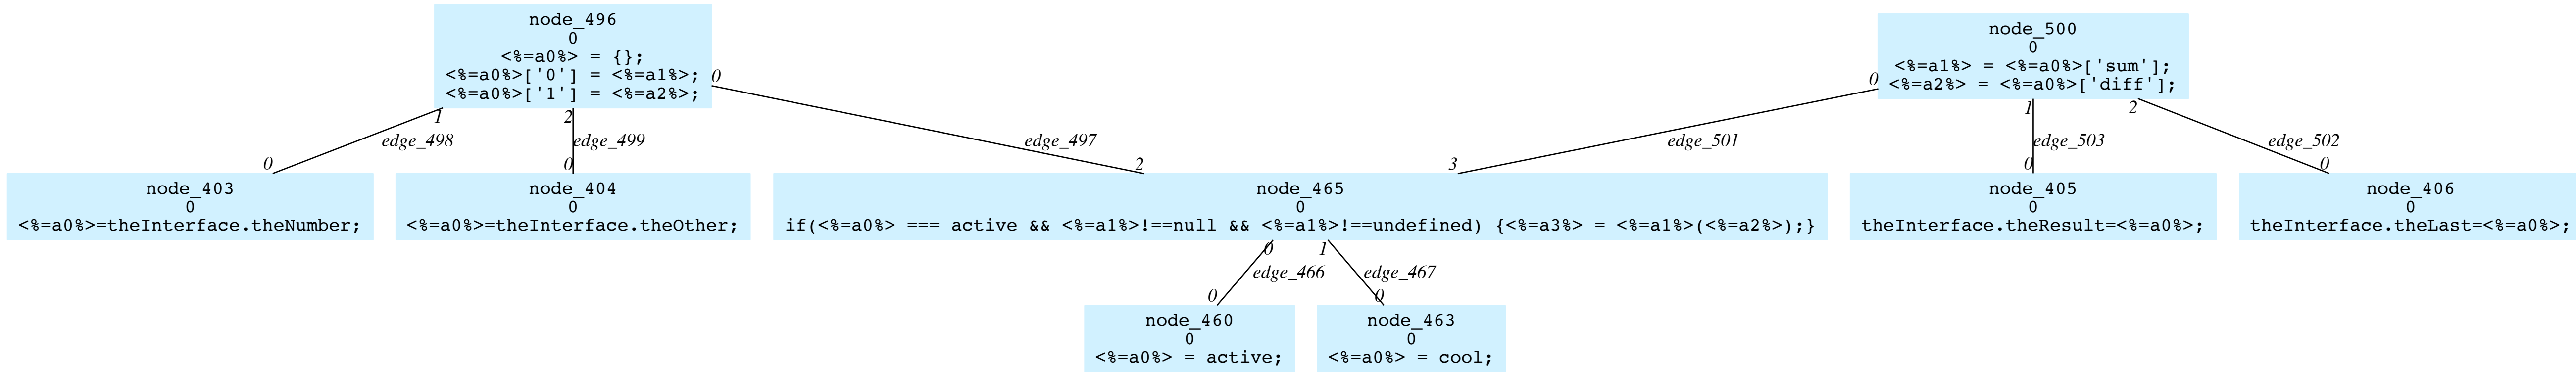 node_496
0
<%=a0%> = {};
<%=a0%>['0'] = <%=a1%>;
<%=a0%>['1'] = <%=a2%>;
0
1
2
node_500
0
<%=a1%> = <%=a0%>['sum'];
<%=a2%> = <%=a0%>['diff'];
0
1
2
edge_498
edge_499
edge_497
edge_501
edge_503
edge_502
0
0
2
3
0
0
node_403
0
<%=a0%>=theInterface.theNumber;
node_404
0
<%=a0%>=theInterface.theOther;
node_465
0
if(<%=a0%> === active && <%=a1%>!==null && <%=a1%>!==undefined) {<%=a3%> = <%=a1%>(<%=a2%>);}
node_405
0
theInterface.theResult=<%=a0%>;
node_406
0
theInterface.theLast=<%=a0%>;
0
1
edge_466
edge_467
0
0
node_460
0
<%=a0%> = active;
node_463
0
<%=a0%> = cool;